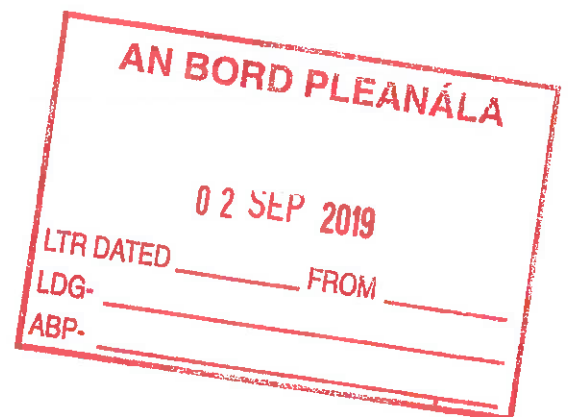 AN BORD PLEANÁLA
02 SEP 2019
LTR DATED FROM
LDG-
ABP-